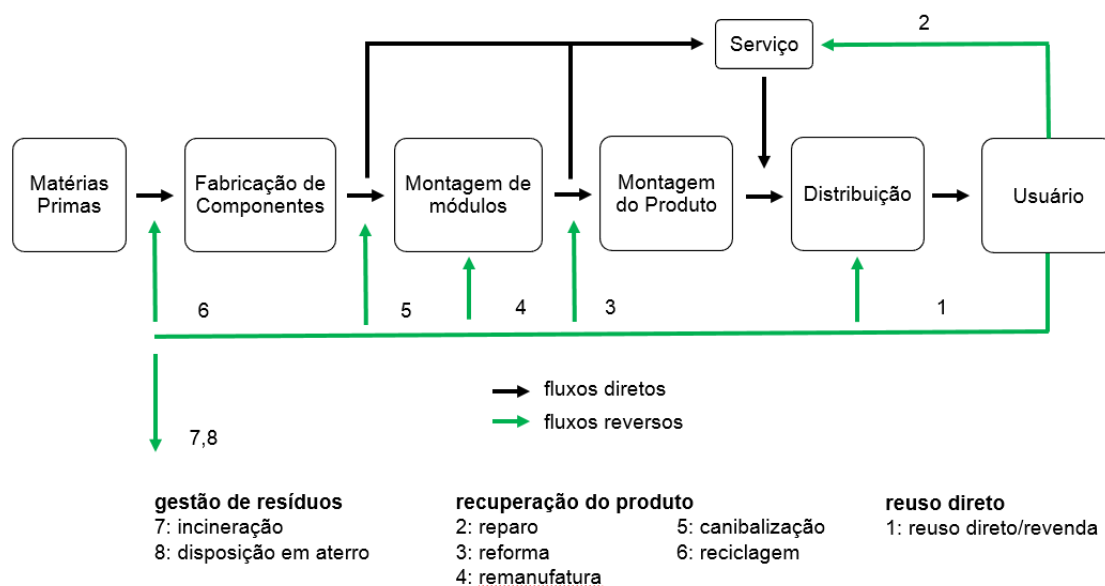 2
Serviço
Matérias
Primas
Fabricação de
Componentes
Montagem de
módulos
Montagem
do Produto
Distribuição
Usuário
6
5
4
3
1
fluxos diretos
fluxos reversos
7,8
gestão de resíduos
7: incineração
8: disposição em aterro
recuperação do produto
2: reparo
3: reforma
4: remanufatura
5: canibalização
6: reciclagem
reuso direto
1: reuso direto/revenda